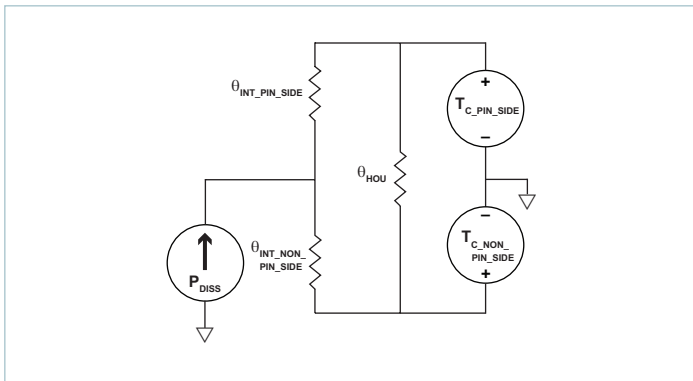 θINT_PIN_SIDE
+
TC_PIN_SIDE
–
θHOU
–
TC_NON_
PIN_SIDE
+
θINT_NON_
PIN_SIDE
PDISS